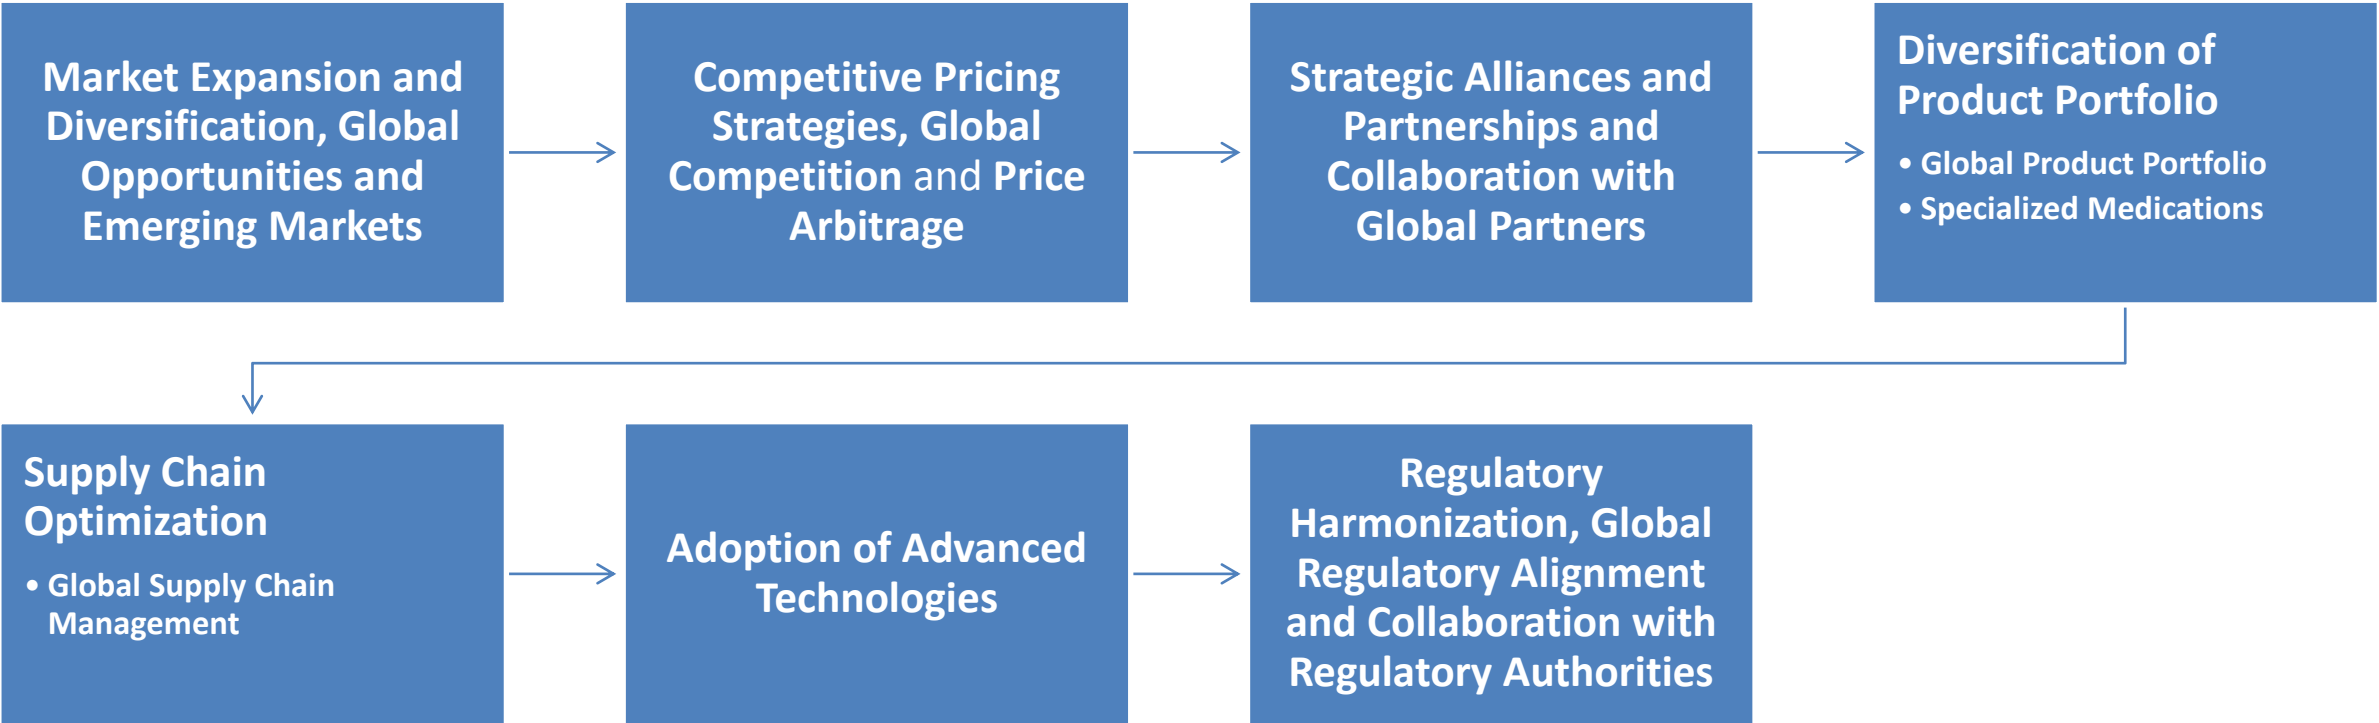 Market Expansion and
Diversification, Global
Opportunities and
Emerging Markets
Competitive Pricing
Strategies, Global
Competition and Price
Arbitrage
Strategic Alliances and
Partnerships and
Collaboration with
Global Partners
Diversification of
Product Portfolio
• Global Product Portfolio
• Specialized Medications
Supply Chain
Optimization
• Global Supply Chain
Management
Adoption of Advanced
Technologies
Regulatory
Harmonization, Global
Regulatory Alignment
and Collaboration with
Regulatory Authorities